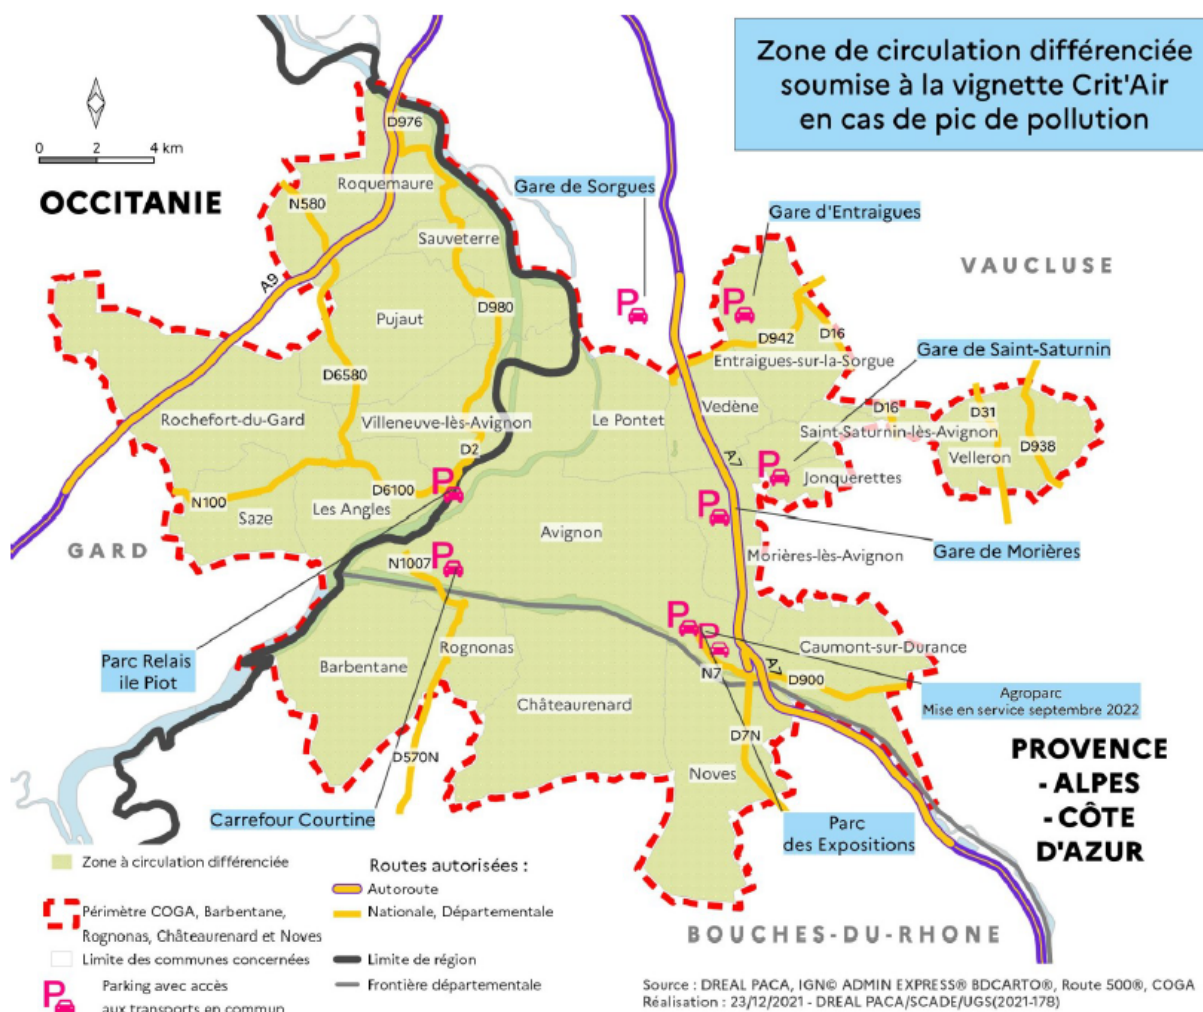 Zone de circulation différenciée
soumise à la vignette Crit'Air
en cas de pic de pollution
0 2 4 km
OCCITANIE
D976
Roquemaure
N580
Gare de Sorgues
Gare d'Entraigues
Sauveterre
VAUCLUSE
A9
D980
Pujaut
D942
D16
Gare de Saint-Saturnin
Entraigues-sur-la-Sorgue
D6580
Rochefort-du-Gard
Villeneuve-lès-Avignon
Le Pontet
Vedène
D16
D31
Saint-Saturnin-lès-Avignon
D938
D2
A7
Velleron
P
Jonquerettes
D6100
N100
Les Angles
Saze
Avignon
GARD
Gare de Morières
Morières-lès-Avignon
N1007
P
P
P
P
P
P
P
Parc Relais
ile Piot
Barbentane
Rognonas
Caumont-sur-Durance
A7
N7
D900
Châteaurenard
Agroparc
Mise en service septembre 2022
D7N
D570N
Noves
PROVENCE
- ALPES
- CÔTE
D'AZUR
Carrefour Courtine
Parc
des Expositions
BOUCHES-DU-RHONE
Zone à circulation différenciée
Périmètre COGA, Barbentane,
Rognonas, Châteaurenard et Noves
Limite des communes concernées
P
Parking avec accès
aux transports en commun
Routes autorisées :
Autoroute
Nationale, Départementale
Limite de région
Frontière départementale
Source : DREAL PACA, IGN© ADMIN EXPRESS® BDCARTO®, Route 500®, COGA
Réalisation : 23/12/2021 - DREAL PACA/SCADE/UGS(2021-178)